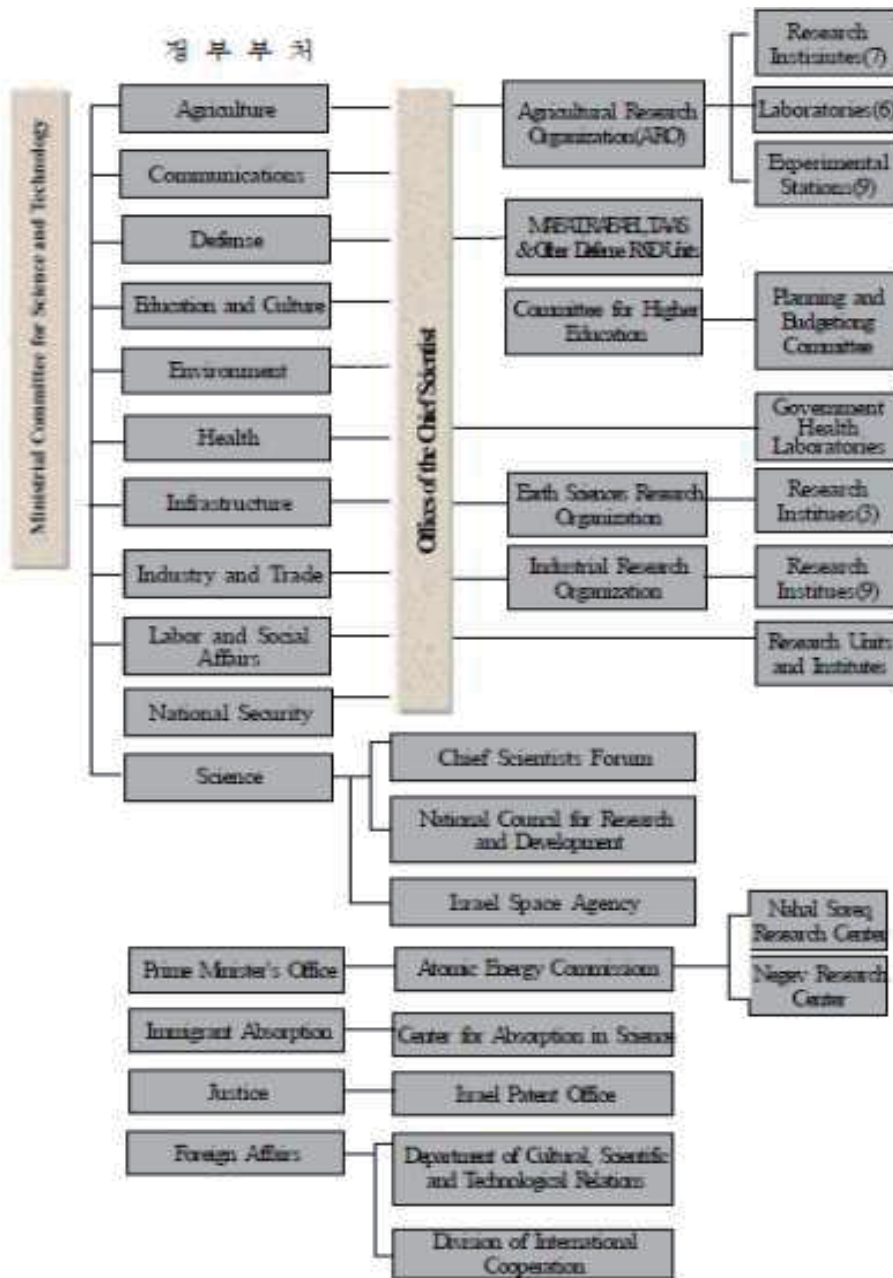 정 부 부 처
Ministrial Committee for Science and Technology
Agriculture
Communications
Defense
Education and Culture
Environment
Health
Infrastructure
Industry and Trade
Labor and Social
Affairs
National Security
Science
Offices of the Chief Scientist
Agricultural Research
Organization(ARO)
Research
Instisiutes(7)
Laboratories(6)
Experimental
Stations(9)
& Other Defense R&D Units
Committee for Higher
Education
Planning and
Budgetiong
Committee
Government
Health
Laboratories
Earth Sciences Research
Organization
Research
Institues(3)
Industrial Research
Organization
Research
Institues(9)
Research Units
and Institutes
Chief Scientists Forum
National Council for Research
and Development
Israel Space Agency
Prime Minister's Office
Atomic Energy Commissiom
Nahal Soreq
Research Center
Negev Research
Center
Immigrant Absorption
Center for Absorption in Science
Justice
Israel Patent Office
Foreign Affairs
Department of Cultural, Scientific
and Technological Relations
Division of International
Cooperation